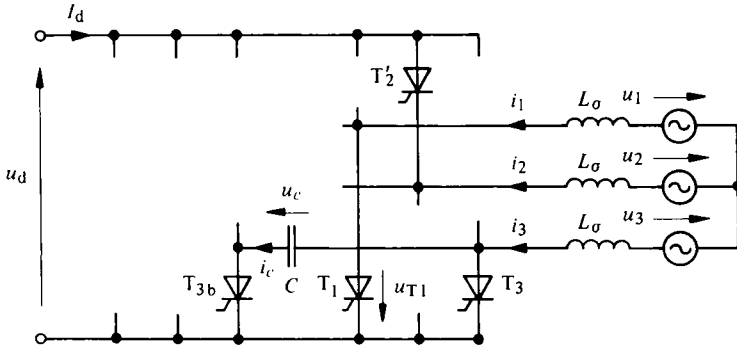 I_d
T'_2
i_1 L_σ u_1
u_d
i_2 L_σ u_2
u_c
i_3 L_σ u_3
T_3b i_c C T_1 u_T1 T_3